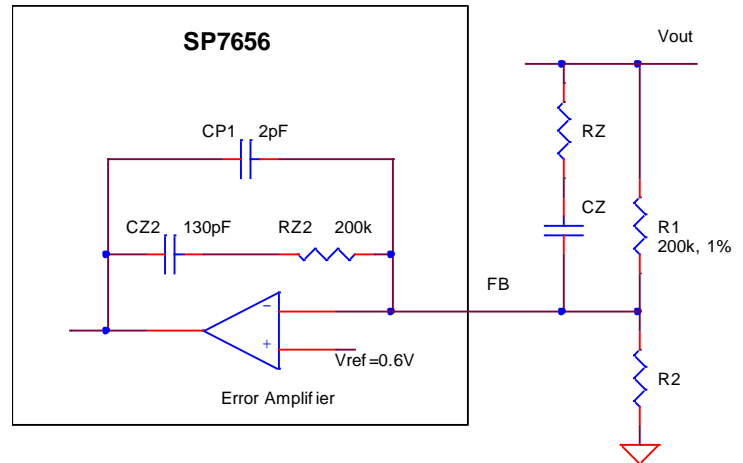 SP7656
Vout
CP1 2pF
RZ
CZ2 130pF RZ2 200k
CZ
R1
200k, 1%
FB
-
+
Vref=0.6V
R2
Error Amplifier